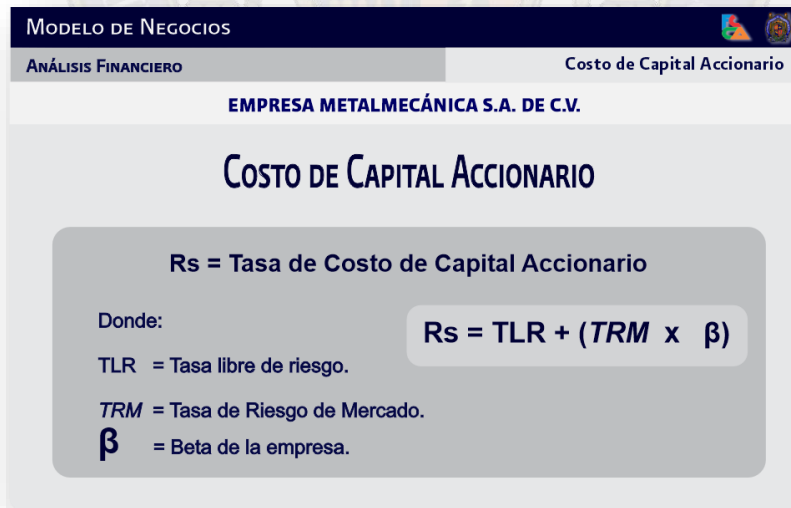 Modelo de Negocios
Análisis Financiero
Costo de Capital Accionario
EMPRESA METALMECÁNICA S.A. DE C.V.
Costo de Capital Accionario
Rs = Tasa de Costo de Capital Accionario
Donde:
Rs = TLR + (TRM x β)
TLR = Tasa libre de riesgo.
TRM = Tasa de Riesgo de Mercado.
β = Beta de la empresa.